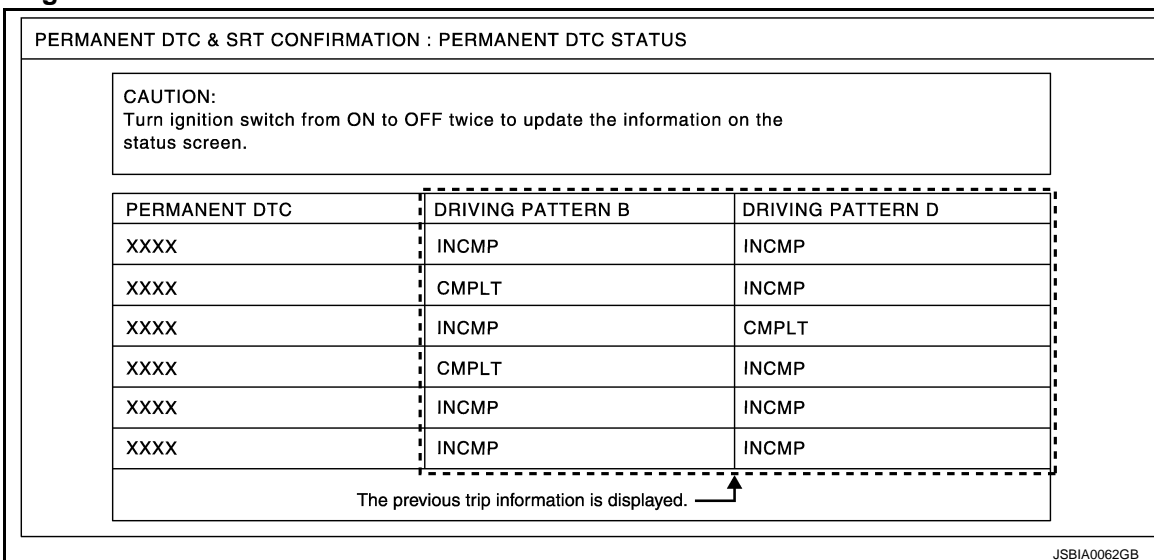 PERMANENT DTC & SRT CONFIRMATION : PERMANENT DTC STATUS
CAUTION:
Turn ignition switch from ON to OFF twice to update the information on the
status screen.
PERMANENT DTC DRIVING PATTERN B DRIVING PATTERN D
XXXX INCMP INCMP
XXXX CMPLT INCMP
XXXX INCMP CMPLT
XXXX CMPLT INCMP
XXXX INCMP INCMP
XXXX INCMP INCMP
The previous trip information is displayed.
JSBIA0062GB